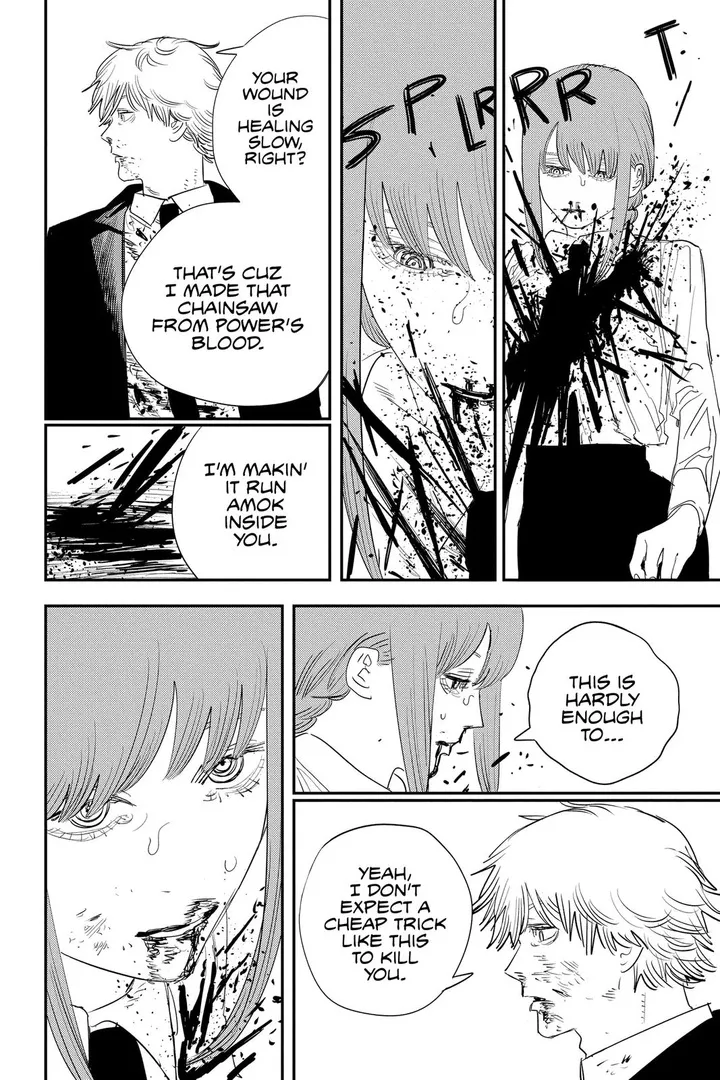 SPLRRRT
YOUR
WOUND
IS
HEALING
SLOW,
RIGHT?
THAT'S CUZ
I MADE THAT
CHAINSAW
FROM POWER'S
BLOOD.
I'M MAKIN'
IT RUN
AMOK
INSIDE
YOU.
THIS IS
HARDLY
ENOUGH
TO...
YEAH,
I DON'T
EXPECT A
CHEAP TRICK
LIKE THIS
TO KILL
YOU.